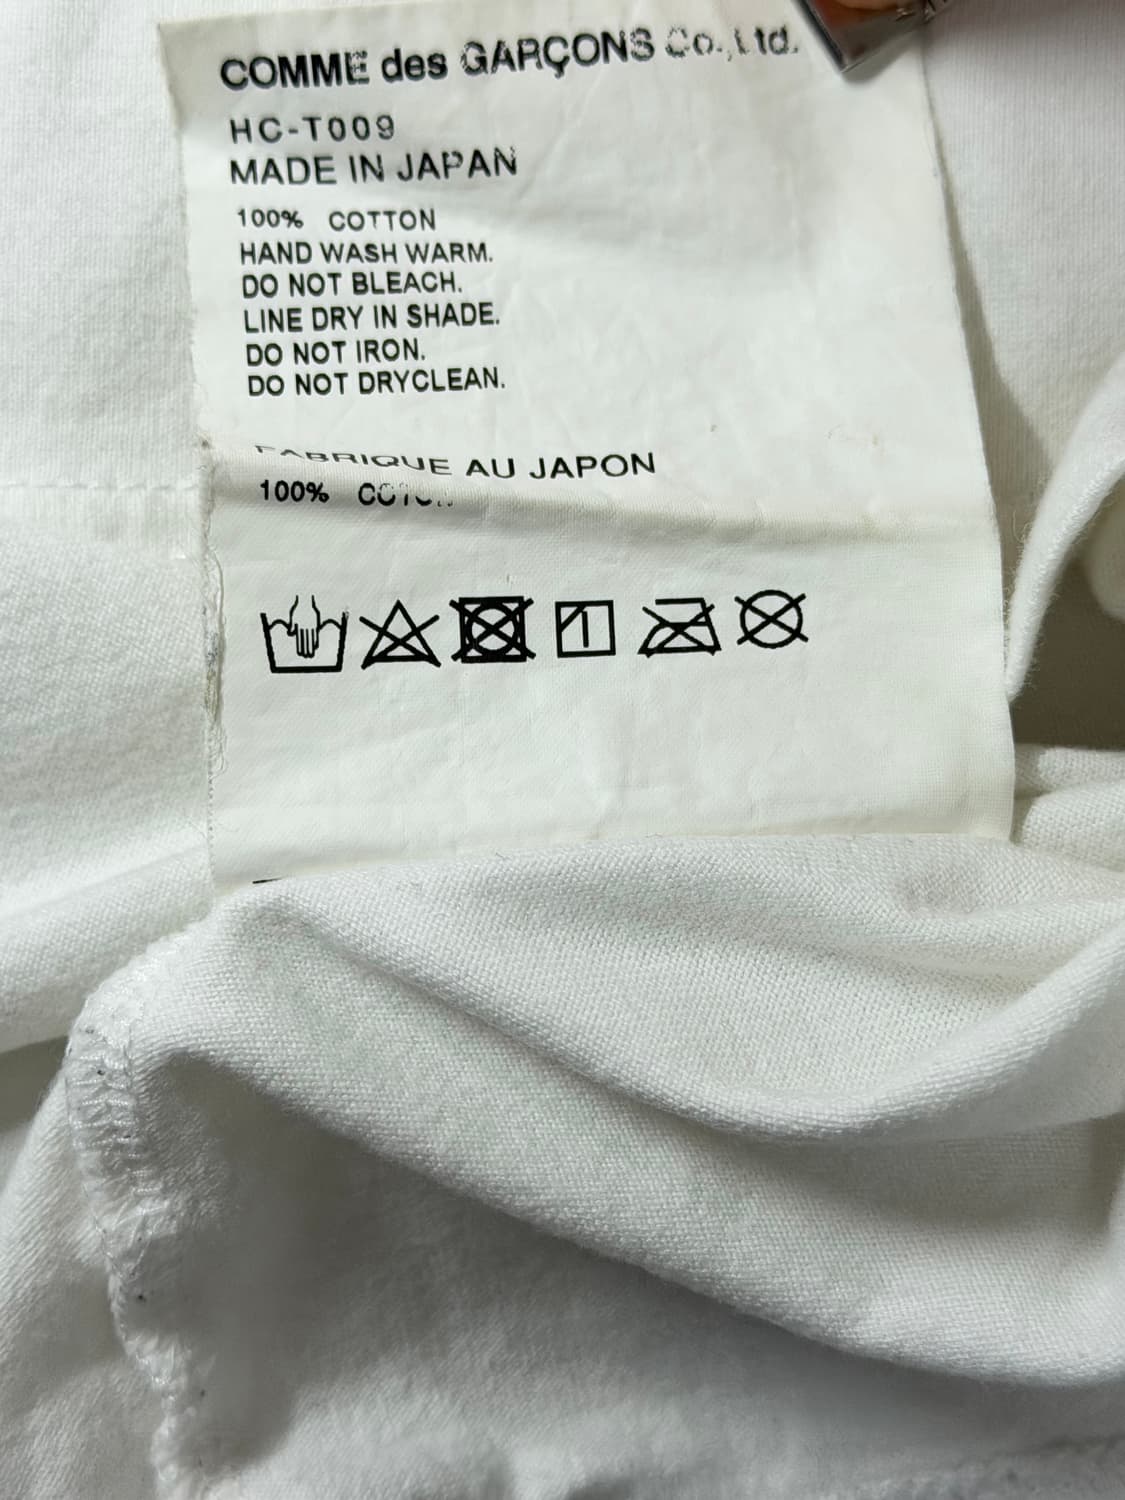 COMME des GARÇONS Co.,Ltd.
HC-T009
MADE IN JAPAN
100% COTTON
HAND WASH WARM.
DO NOT BLEACH.
LINE DRY IN SHADE.
DO NOT IRON.
DO NOT DRYCLEAN.
FABRIQUE AU JAPON
100%